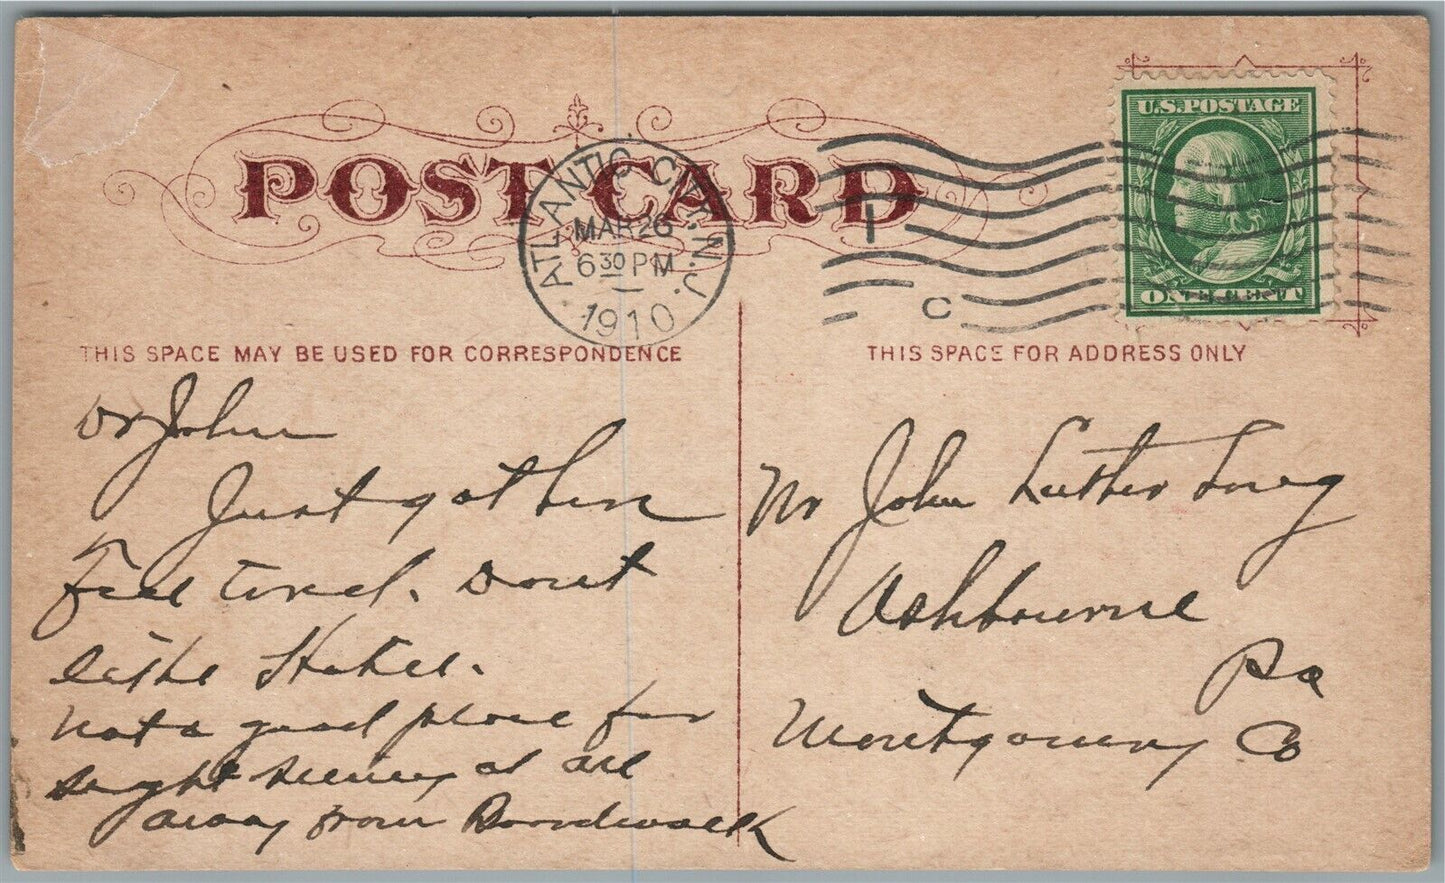 POST CARD
ATLANTIC CITY, N.J.
MAR 26
6 30 PM
1910
1
C
U.S. POSTAGE
ONE CENT
THIS SPACE MAY BE USED FOR CORRESPONDENCE
THIS SPACE FOR ADDRESS ONLY
Dr John
Just got here
Feel tired. Dont
like Hotel.
Not a good place for
sight seeing at all
away from Boardwalk
Mr John Luther
Ashbourne
Pa
Montgomery Co